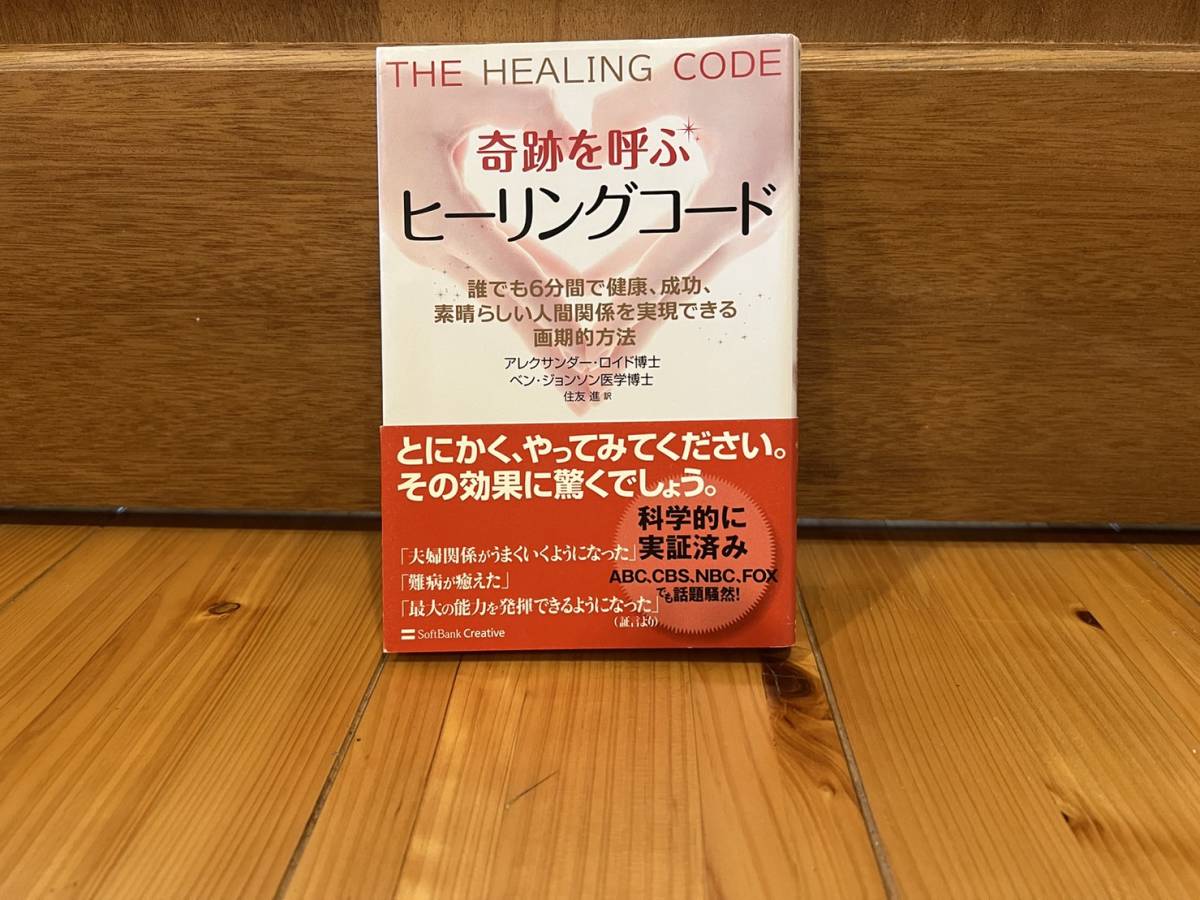 THE HEALING CODE
奇跡を呼ぶ
ヒーリングコード
誰でも6分間で健康、成功、
素晴らしい人間関係を実現できる
画期的方法
アレクサンダー・ロイド博士
ベン・ジョンソン医学博士
住友 進 訳
とにかく、やってみてください。
その効果に驚くでしょう。
「夫婦関係がうまくいくようになった」
「難病が癒えた」
「最大の能力を発揮できるようになった」
(証言より)
科学的に
実証済み
ABC、CBS、NBC、FOX
でも話題騒然!
SoftBank Creative